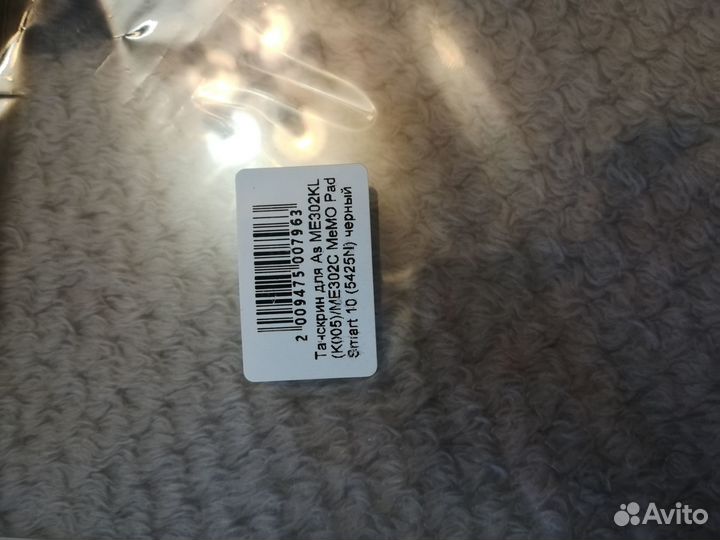 2 009475 007963
Тачскрин для As ME302KL
(K005)/ME302C MeMO Pad
Smart 10 (5425N) черный
Avito